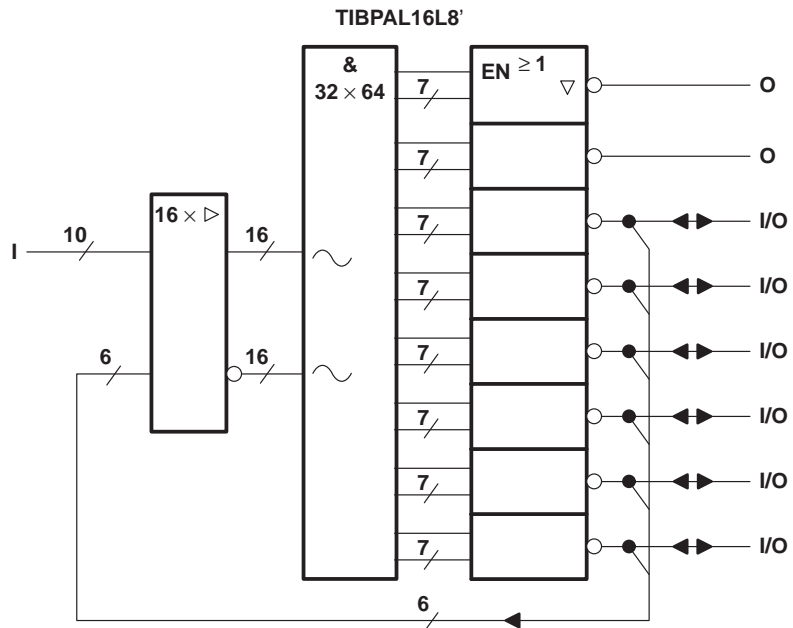 TIBPAL16L8’
&
32 × 64
EN ≥ 1
▽
7
O
7
O
16 × ▷
7
I/O
I
10
16
7
I/O
6
16
7
I/O
7
I/O
7
I/O
7
I/O
6